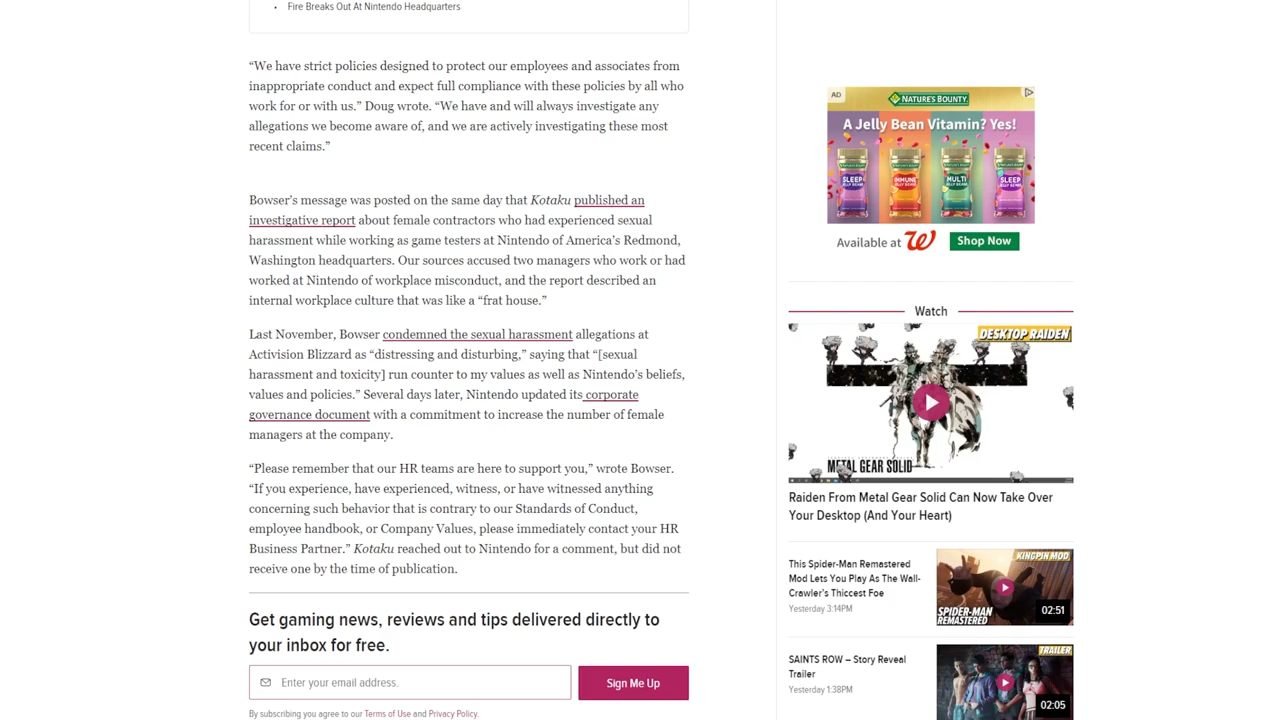 • Fire Breaks Out At Nintendo Headquarters
“We have strict policies designed to protect our employees and associates from
inappropriate conduct and expect full compliance with these policies by all who
work for or with us.” Doug wrote. “We have and will always investigate any
allegations we become aware of, and we are actively investigating these most
recent claims.”
Bowser’s message was posted on the same day that Kotaku published an
investigative report about female contractors who had experienced sexual
harassment while working as game testers at Nintendo of America’s Redmond,
Washington headquarters. Our sources accused two managers who work or had
worked at Nintendo of workplace misconduct, and the report described an
internal workplace culture that was like a “frat house.”
Last November, Bowser condemned the sexual harassment allegations at
Activision Blizzard as “distressing and disturbing,” saying that “[sexual
harassment and toxicity] run counter to my values as well as Nintendo’s beliefs,
values and policies.” Several days later, Nintendo updated its corporate
governance document with a commitment to increase the number of female
managers at the company.
“Please remember that our HR teams are here to support you,” wrote Bowser.
“If you experience, have experienced, witness, or have witnessed anything
concerning such behavior that is contrary to our Standards of Conduct,
employee handbook, or Company Values, please immediately contact your HR
Business Partner.” Kotaku reached out to Nintendo for a comment, but did not
receive one by the time of publication.
Get gaming news, reviews and tips delivered directly to
your inbox for free.
Enter your email address.
Sign Me Up
By subscribing you agree to our Terms of Use and Privacy Policy.
AD
NATURE'S BOUNTY
A Jelly Bean Vitamin? Yes!
SLEEP
JELLY BEANS
IMMUNE
JELLY BEANS
MULTI
JELLY BEANS
SLEEP
JELLY BEANS
Available at W
Shop Now
Watch
DESKTOP RAIDEN
METAL GEAR SOLID
Raiden From Metal Gear Solid Can Now Take Over
Your Desktop (And Your Heart)
This Spider-Man Remastered
Mod Lets You Play As The Wall-
Crawler's Thiccest Foe
Yesterday 3:14PM
KINGPIN MOD
SPIDER-MAN
REMASTERED
02:51
SAINTS ROW – Story Reveal
Trailer
Yesterday 1:38PM
TRAILER
02:05